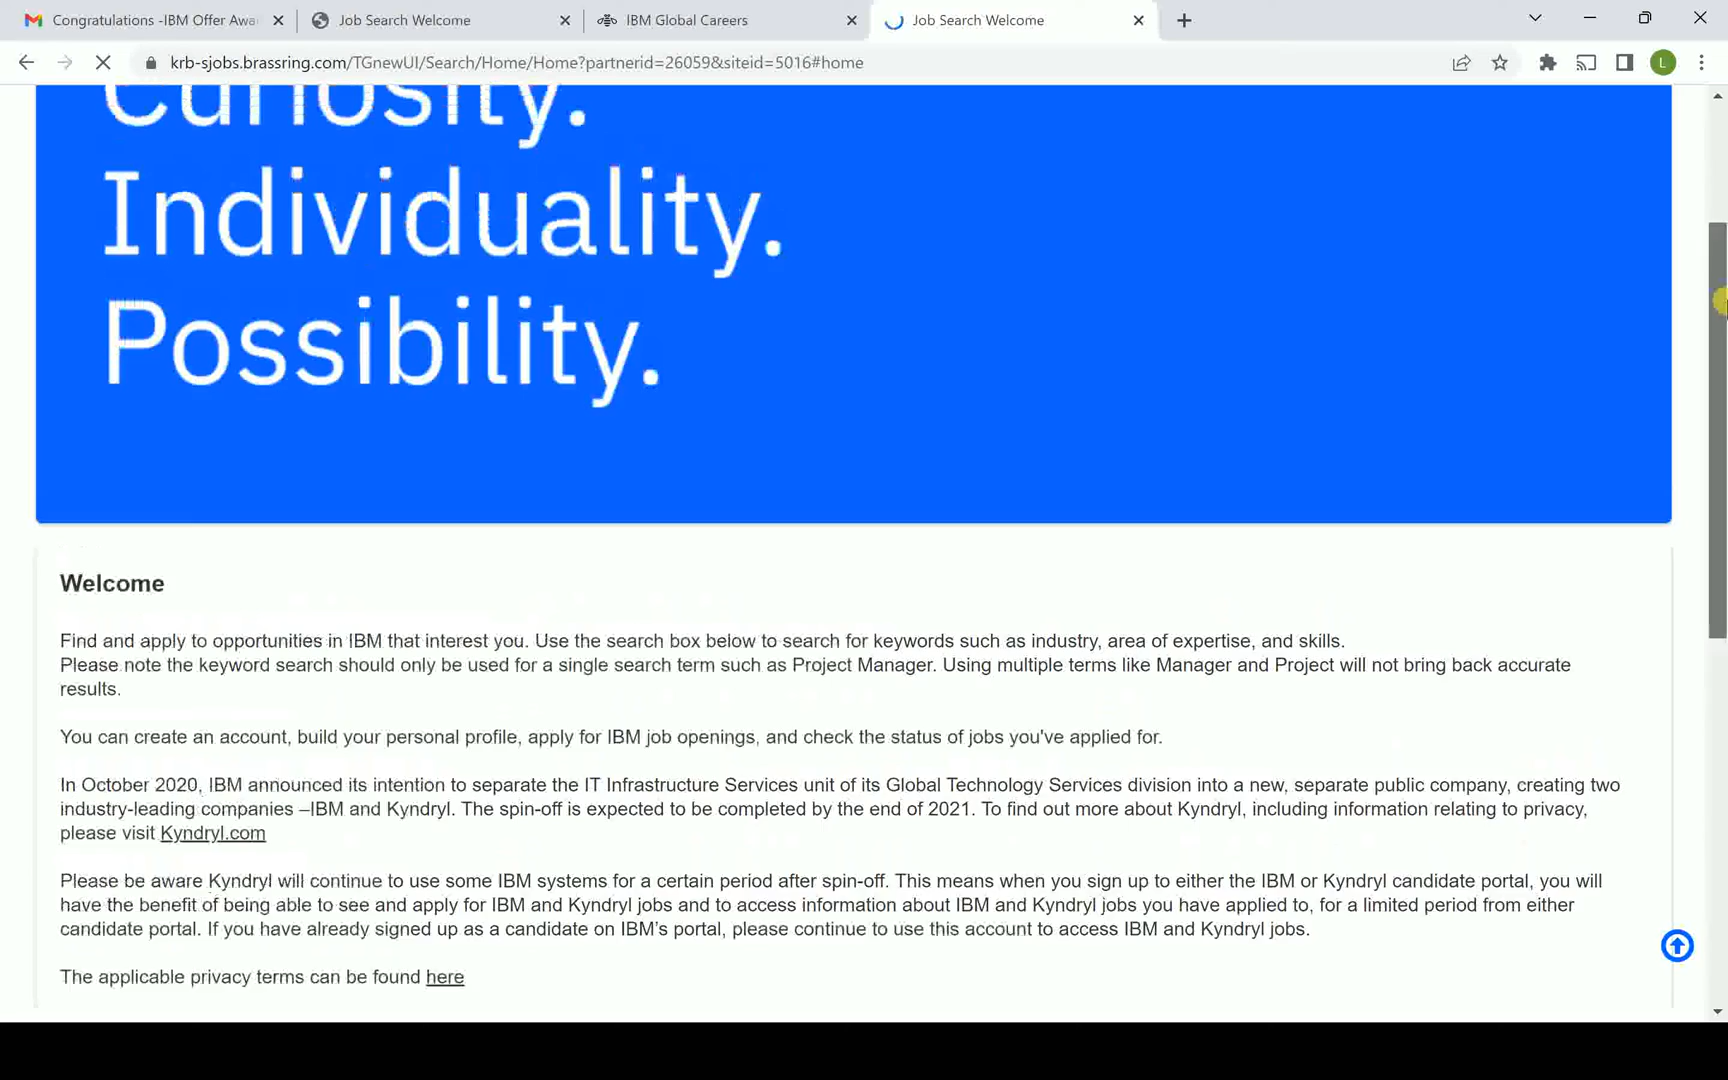 Congratulations -IBM Offer Awa
Job Search Welcome
IBM Global Careers
Job Search Welcome
krb-sjobs.brassring.com/TGnewUI/Search/Home/Home?partnerid=26059&siteid=5016#home
L
Curiosity.
Individuality.
Possibility.
Welcome
Find and apply to opportunities in IBM that interest you. Use the search box below to search for keywords such as industry, area of expertise, and skills.
Please note the keyword search should only be used for a single search term such as Project Manager. Using multiple terms like Manager and Project will not bring back accurate
results.
You can create an account, build your personal profile, apply for IBM job openings, and check the status of jobs you've applied for.
In October 2020, IBM announced its intention to separate the IT Infrastructure Services unit of its Global Technology Services division into a new, separate public company, creating two
industry-leading companies –IBM and Kyndryl. The spin-off is expected to be completed by the end of 2021. To find out more about Kyndryl, including information relating to privacy,
please visit Kyndryl.com
Please be aware Kyndryl will continue to use some IBM systems for a certain period after spin-off. This means when you sign up to either the IBM or Kyndryl candidate portal, you will
have the benefit of being able to see and apply for IBM and Kyndryl jobs and to access information about IBM and Kyndryl jobs you have applied to, for a limited period from either
candidate portal. If you have already signed up as a candidate on IBM’s portal, please continue to use this account to access IBM and Kyndryl jobs.
The applicable privacy terms can be found here